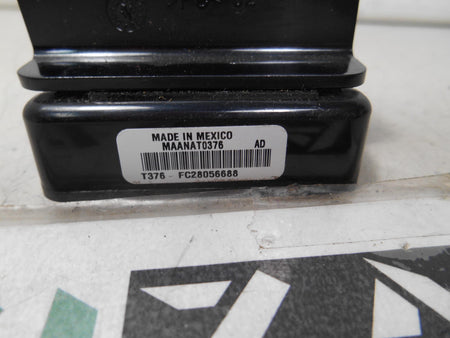 MADE IN MEXICO
MAANAT0376 AD
T376 - FC28056688